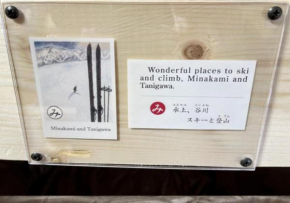 み
Minakami and Tanigawa
Wonderful places to ski
and climb, Minakami and
Tanigawa.
み 水上、谷川
スキーと登山